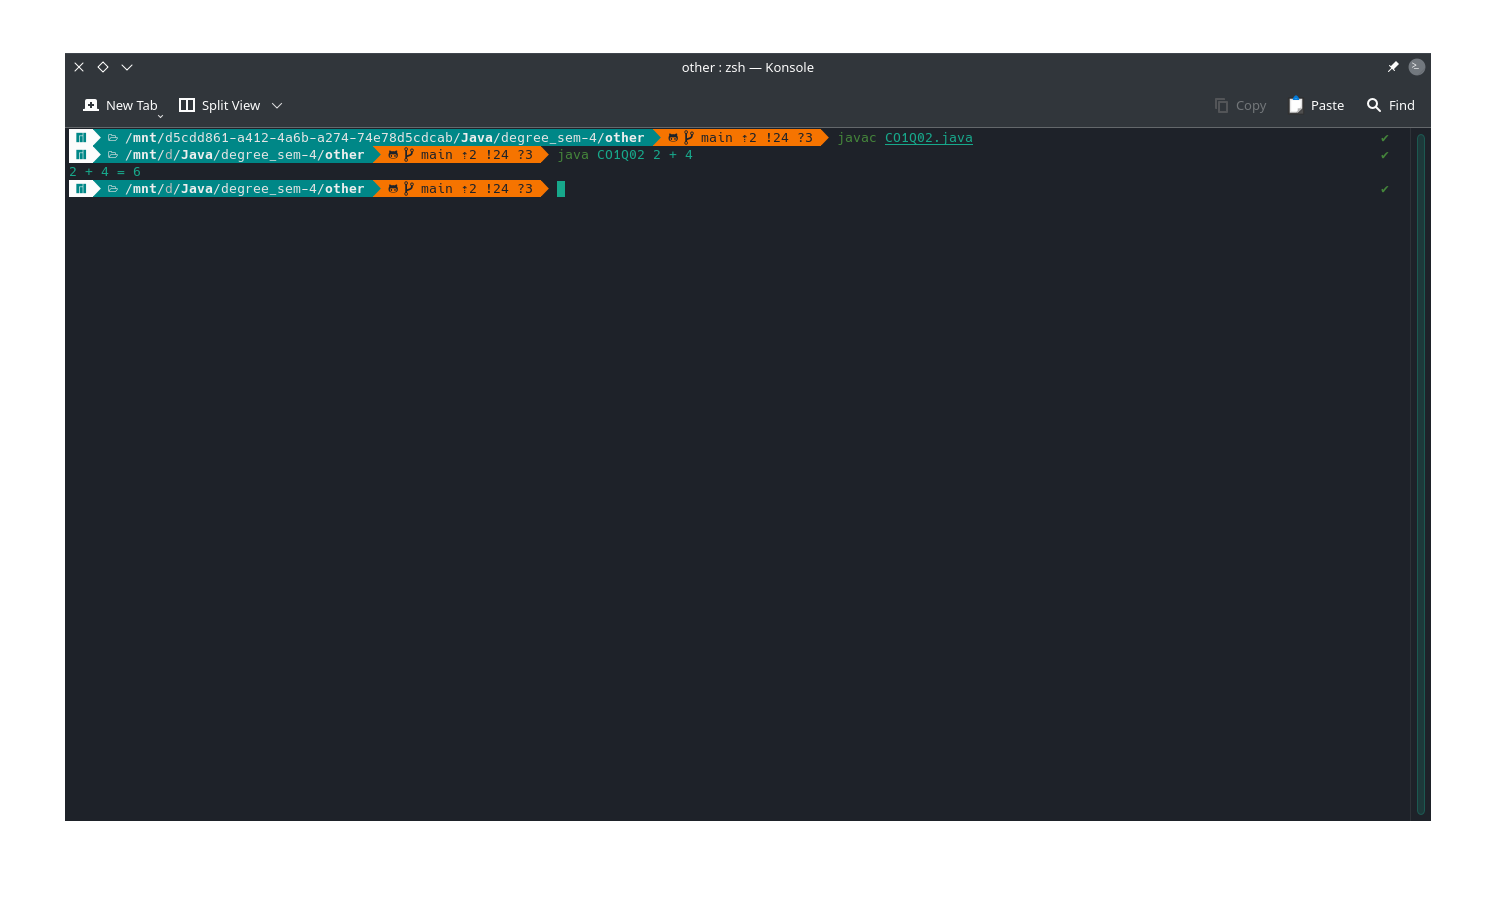 other : zsh — Konsole
New Tab Split View Copy Paste Find
/mnt/d5cdd861-a412-4a6b-a274-74e78d5cdcab/Java/degree_sem-4/other main ⇡2 !24 ?3 javac CO1Q02.java ✔
/mnt/d/Java/degree_sem-4/other main ⇡2 !24 ?3 java CO1Q02 2 + 4 ✔
2 + 4 = 6
/mnt/d/Java/degree_sem-4/other main ⇡2 !24 ?3 ✔